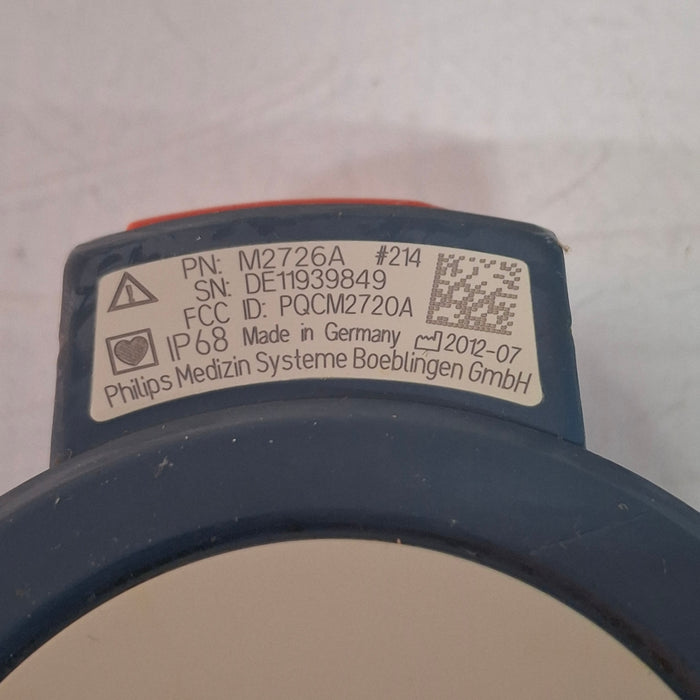 PN: M2726A #214
SN: DE11939849
FCC ID: PQCM2720A
IP68 Made in Germany 2012-07
Philips Medizin Systeme Boeblingen GmbH